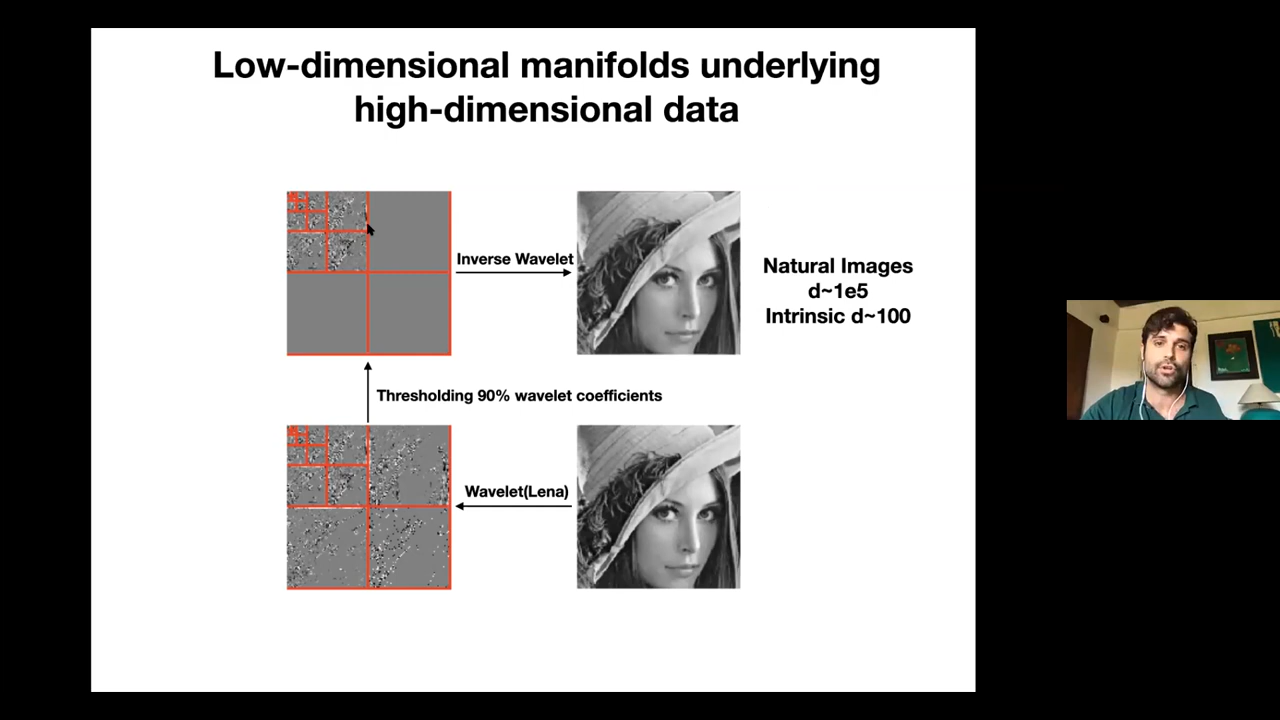 Low-dimensional manifolds underlying
high-dimensional data
Inverse Wavelet
Natural Images
d~1e5
Intrinsic d~100
Thresholding 90% wavelet coefficients
Wavelet(Lena)